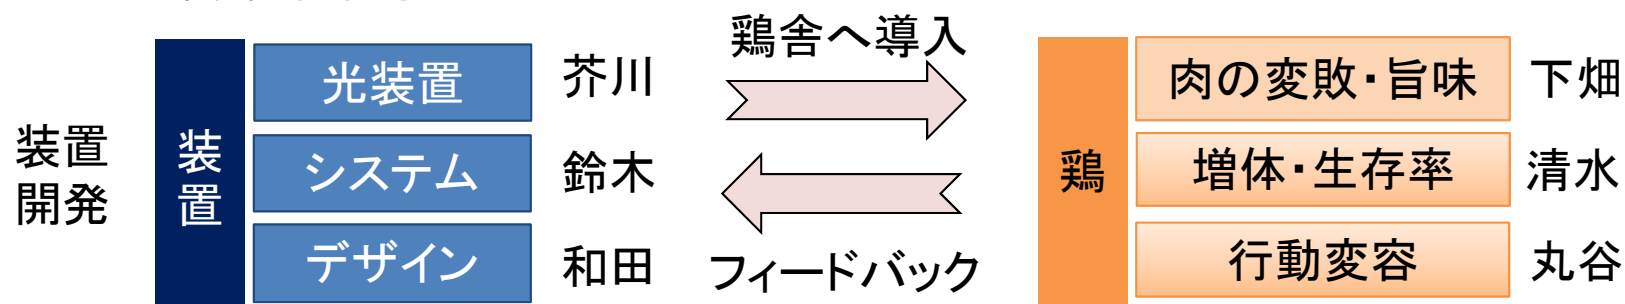 装置
開発
装
置
光装置
芥川
システム
鈴木
デザイン
和田
鶏舎へ導入
フィードバック
鶏
肉の変敗・旨味
下畑
増体・生存率
清水
行動変容
丸谷